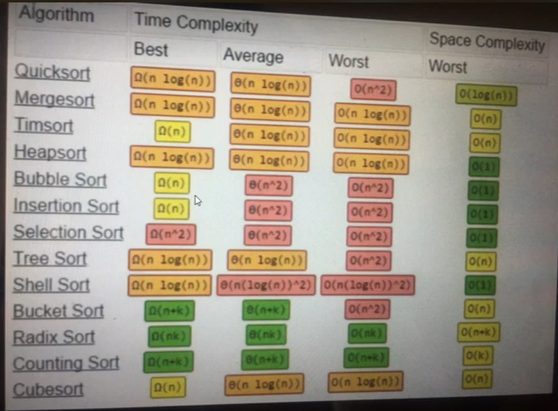 Algorithm Time Complexity Space Complexity
Best Average Worst Worst
Quicksort Ω(n log(n)) Θ(n log(n)) O(n^2) O(log(n))
Mergesort Ω(n log(n)) Θ(n log(n)) O(n log(n)) O(n)
Timsort Ω(n) Θ(n log(n)) O(n log(n)) O(n)
Heapsort Ω(n log(n)) Θ(n log(n)) O(n log(n)) O(1)
Bubble Sort Ω(n) Θ(n^2) O(n^2) O(1)
Insertion Sort Ω(n) Θ(n^2) O(n^2) O(1)
Selection Sort Ω(n^2) Θ(n^2) O(n^2) O(1)
Tree Sort Ω(n log(n)) Θ(n log(n)) O(n^2) O(n)
Shell Sort Ω(n log(n)) Θ(n(log(n))^2) O(n(log(n))^2) O(1)
Bucket Sort Ω(n+k) Θ(n+k) O(n^2) O(n)
Radix Sort Ω(nk) Θ(nk) O(nk) O(n+k)
Counting Sort Ω(n+k) Θ(n+k) O(n+k) O(k)
Cubesort Ω(n) Θ(n log(n)) O(n log(n)) O(n)